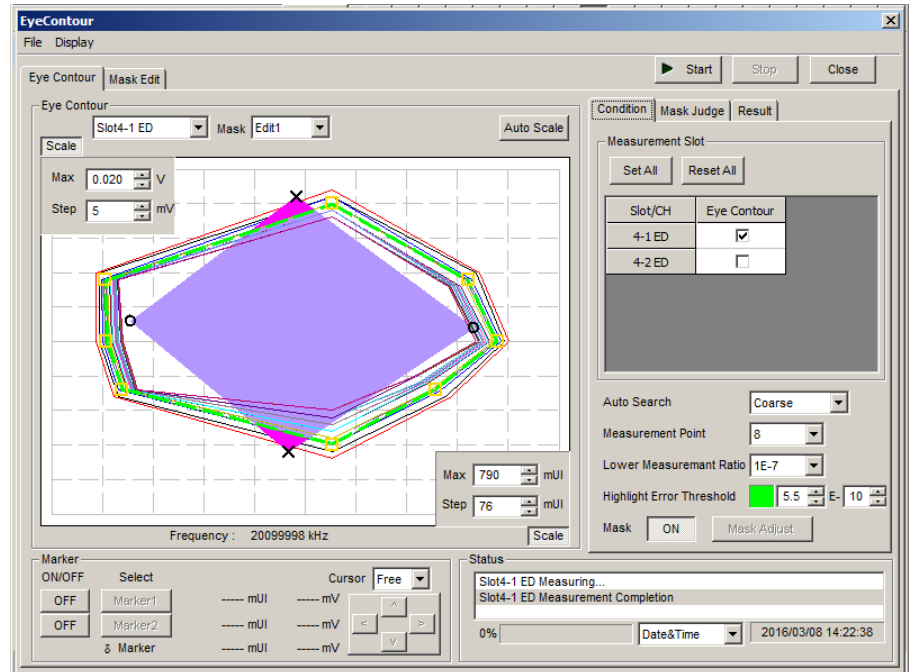 EyeContour
File Display
Eye Contour Mask Edit
Start Stop Close
Eye Contour
Slot4-1 ED Mask Edit1 Auto Scale
Scale
Max 0.020 V
Step 5 mV
Max 790 mUI
Step 76 mUI
Frequency : 20099998 kHz Scale
Condition Mask Judge Result
Measurement Slot
Set All Reset All
Slot/CH Eye Contour
4-1 ED
4-2 ED
Auto Search Coarse
Measurement Point 8
Lower Measuremant Ratio 1E-7
Highlight Error Threshold 5.5 E- 10
Mask ON Mask Adjust
Marker
ON/OFF Select Cursor Free
OFF Marker1 ----- mUI ----- mV
OFF Marker2 ----- mUI ----- mV
δ Marker ----- mUI ----- mV
Status
Slot4-1 ED Measuring...
Slot4-1 ED Measurement Completion
0% Date&Time 2016/03/08 14:22:38